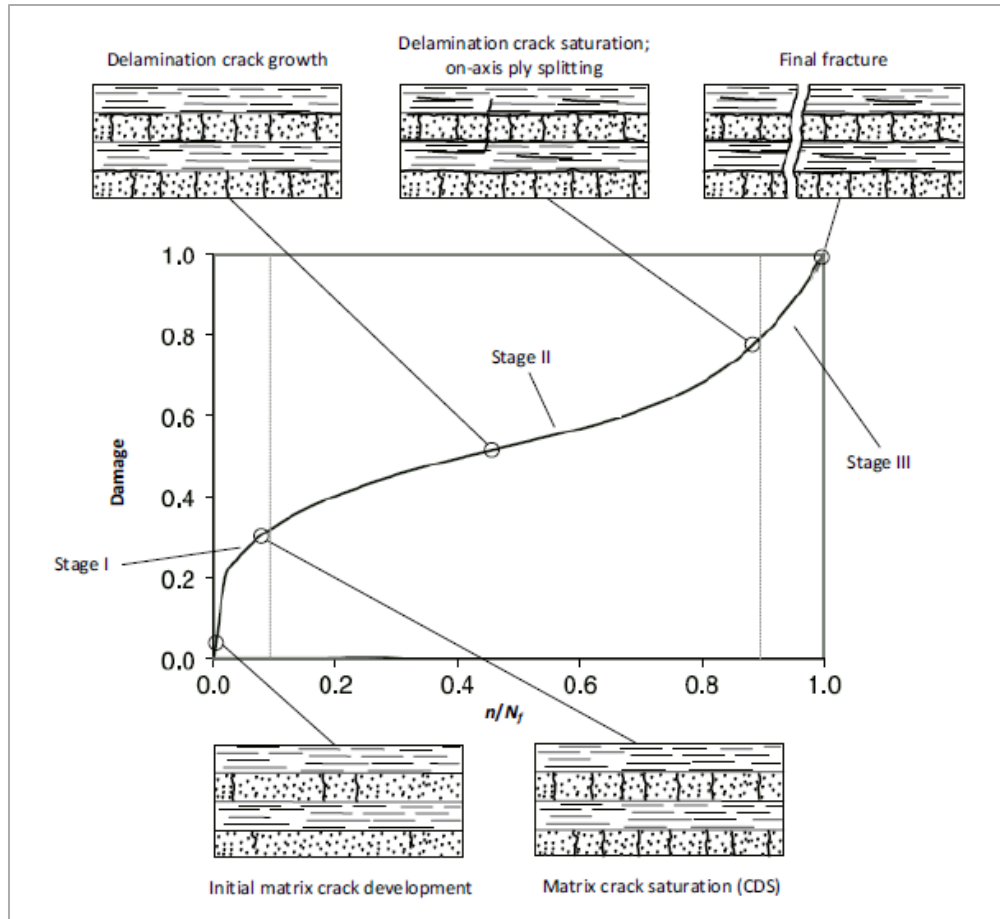 Delamination crack growth
Delamination crack saturation;
on-axis ply splitting
Final fracture
1.0
0.8
0.6
0.4
0.2
0.0
Damage
Stage I
Stage II
Stage III
0.0 0.2 0.4 0.6 0.8 1.0
n/Nf
Initial matrix crack development
Matrix crack saturation (CDS)